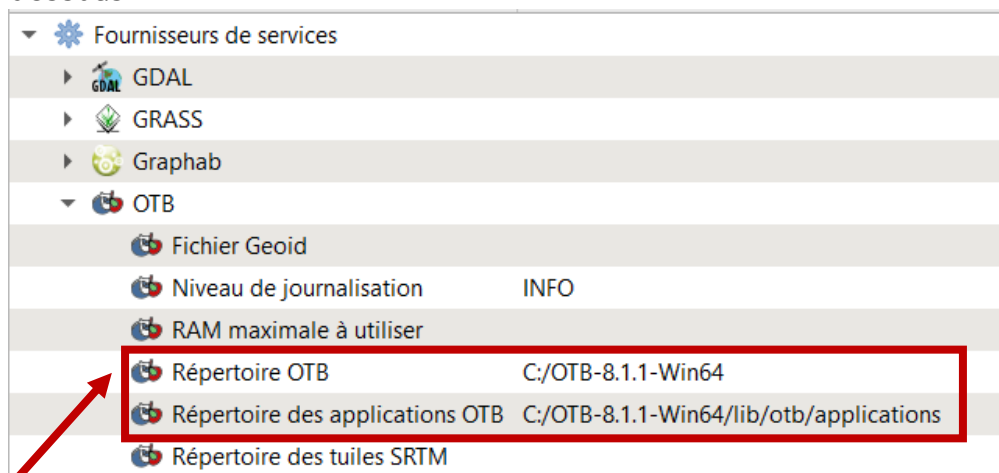 Fournisseurs de services
GDAL GDAL
GRASS
Graphab
OTB
Fichier Geoid
Niveau de journalisation INFO
RAM maximale à utiliser
Répertoire OTB C:/OTB-8.1.1-Win64
Répertoire des applications OTB C:/OTB-8.1.1-Win64/lib/otb/applications
Répertoire des tuiles SRTM